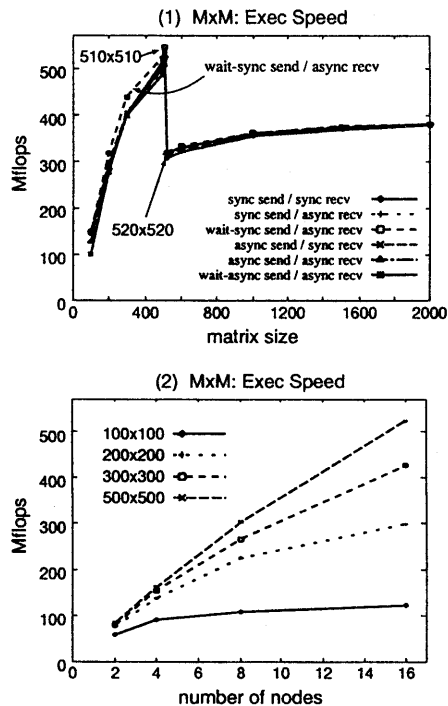 (1) MxM: Exec Speed
Mflops
500
400
300
200
100
0
510x510
wait-sync send / async recv
520x520
sync send / sync recv
sync send / async recv
wait-sync send / async recv
async send / sync recv
async send / async recv
wait-async send / async recv
0 400 800 1200 1600 2000
matrix size
(2) MxM: Exec Speed
Mflops
500
400
300
200
100
0
100x100
200x200
300x300
500x500
0 2 4 6 8 10 12 14 16
number of nodes